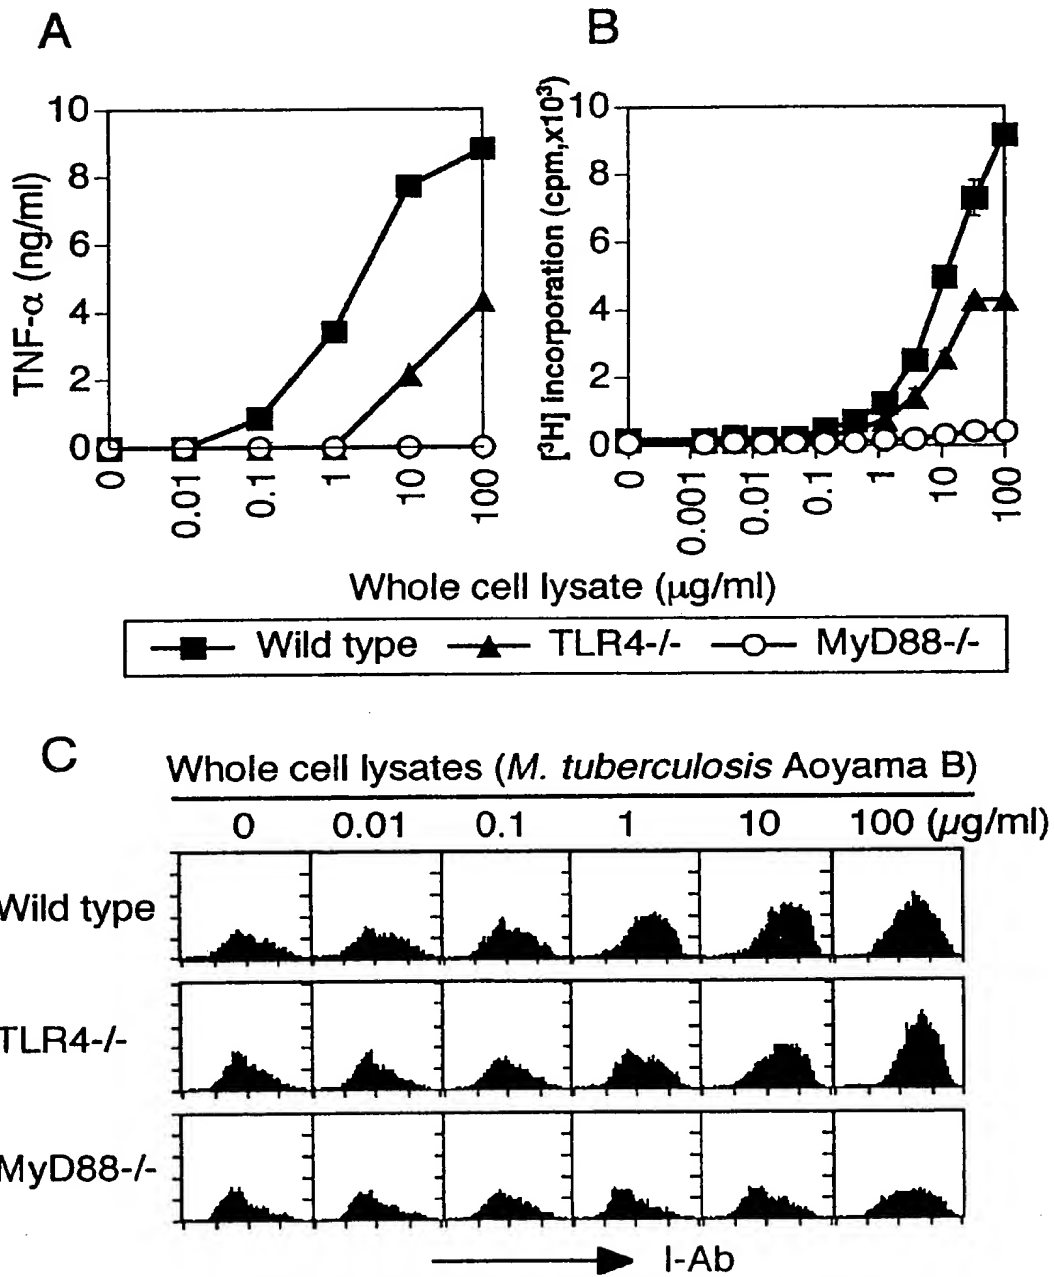 A
B
TNF-α (ng/ml)
10
8
6
4
2
0
0
0.01
0.1
1
10
100
[³H] incorporation (cpm,x10³)
10
8
6
4
2
0
0
0.001
0.01
0.1
1
10
100
Whole cell lysate (µg/ml)
Wild type TLR4-/- MyD88-/-
C
Whole cell lysates (M. tuberculosis Aoyama B)
0 0.01 0.1 1 10 100 (µg/ml)
Wild type
TLR4-/-
MyD88-/-
I-Ab